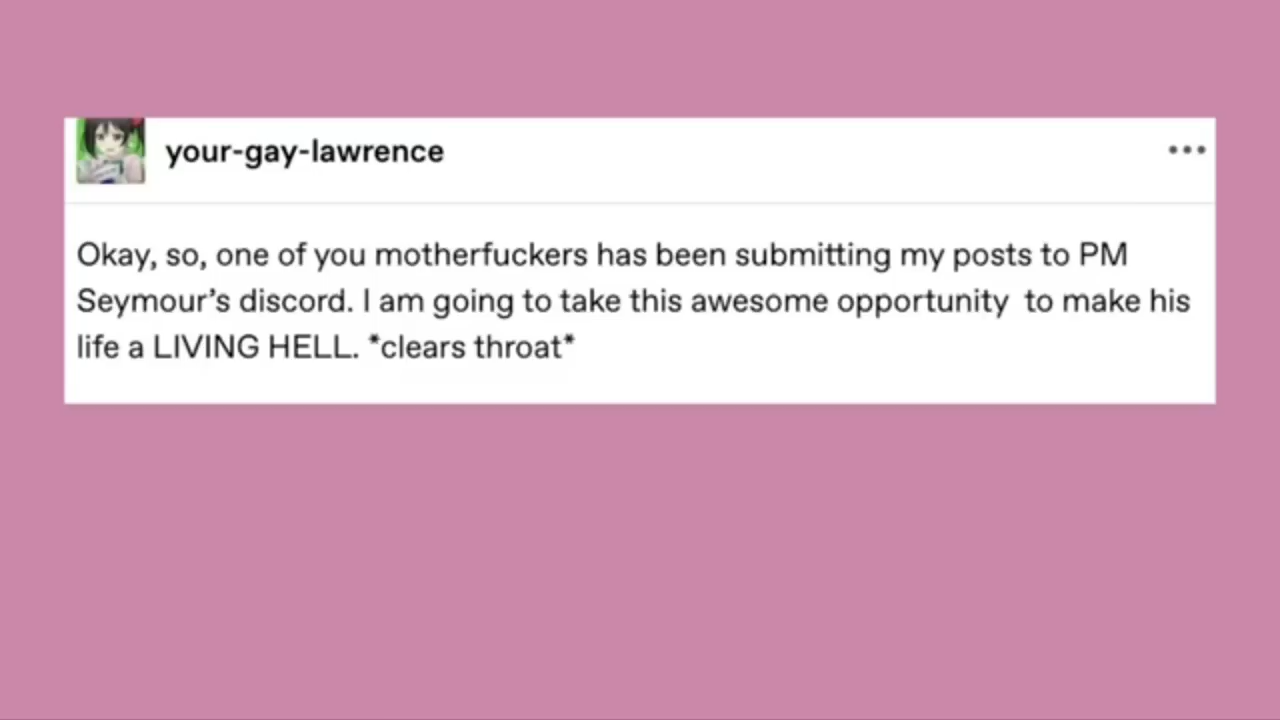 your-gay-lawrence
Okay, so, one of you motherfuckers has been submitting my posts to PM
Seymour’s discord. I am going to take this awesome opportunity  to make his
life a LIVING HELL. *clears throat*